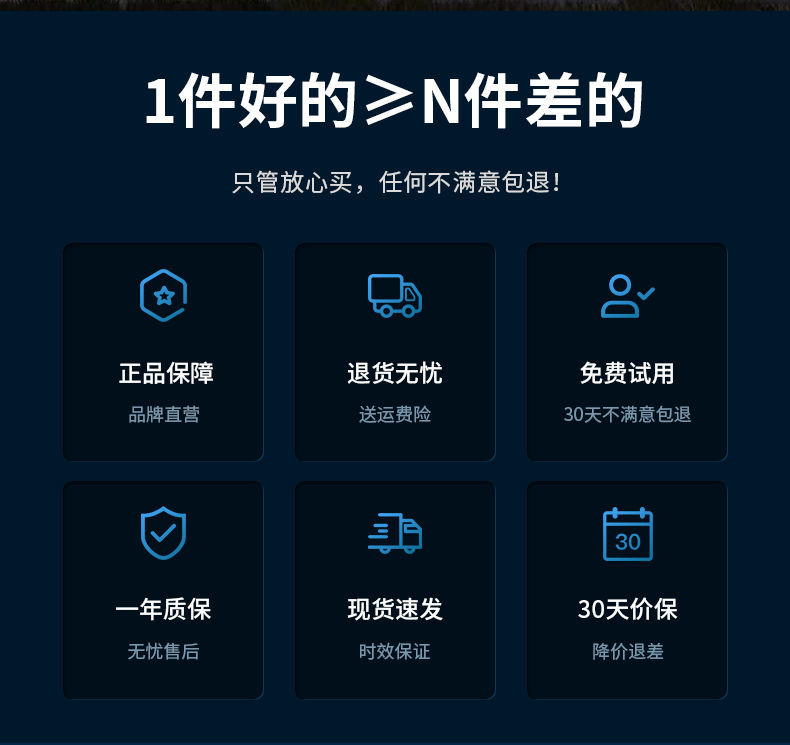 1件好的≥N件差的
只管放心买，任何不满意包退！
正品保障
品牌直营
退货无忧
送运费险
免费试用
30天不满意包退
一年质保
无忧售后
现货速发
时效保证
30
30天价保
降价退差